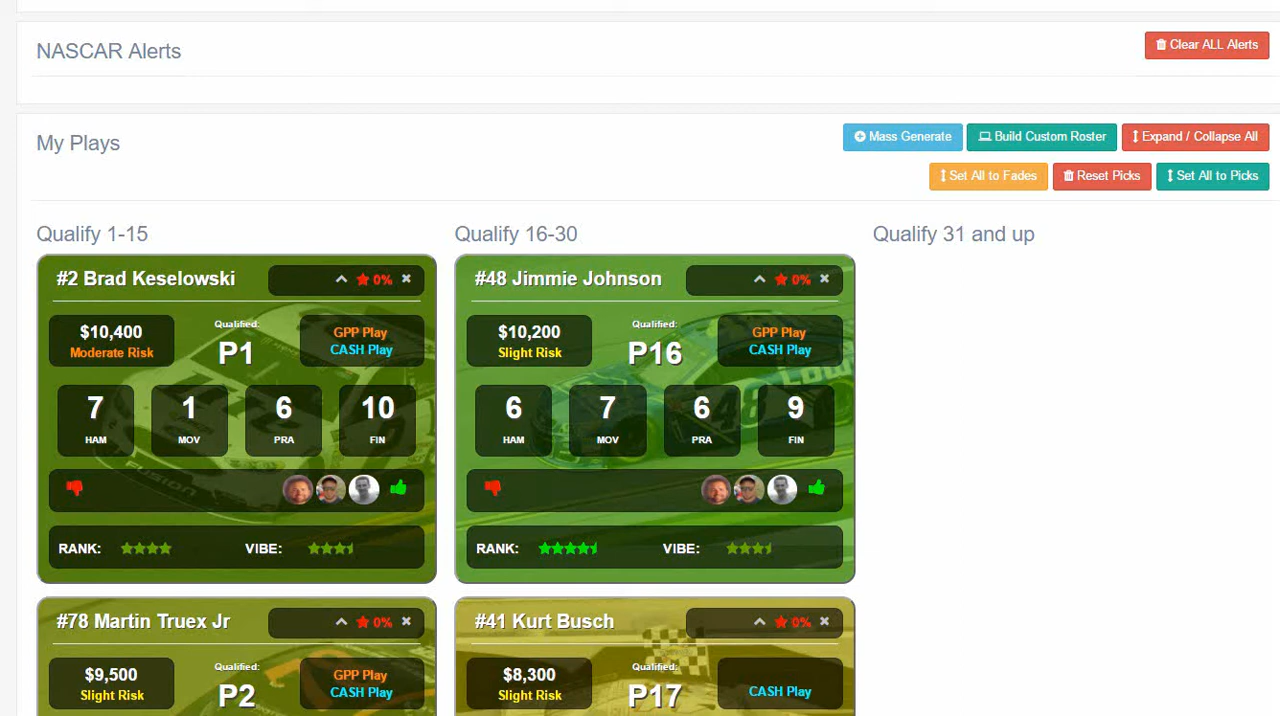 NASCAR Alerts
Clear ALL Alerts
My Plays
Mass Generate
Build Custom Roster
Expand / Collapse All
Set All to Fades
Reset Picks
Set All to Picks
Qualify 1-15
Qualify 16-30
Qualify 31 and up
#2 Brad Keselowski
0%
$10,400
Moderate Risk
Qualified:
P1
GPP Play
CASH Play
7
HAM
1
MOV
6
PRA
10
FIN
RANK:
VIBE:
#48 Jimmie Johnson
0%
$10,200
Slight Risk
Qualified:
P16
GPP Play
CASH Play
6
HAM
7
MOV
6
PRA
9
FIN
RANK:
VIBE:
#78 Martin Truex Jr
0%
$9,500
Slight Risk
Qualified:
P2
GPP Play
CASH Play
#41 Kurt Busch
0%
$8,300
Slight Risk
Qualified:
P17
CASH Play